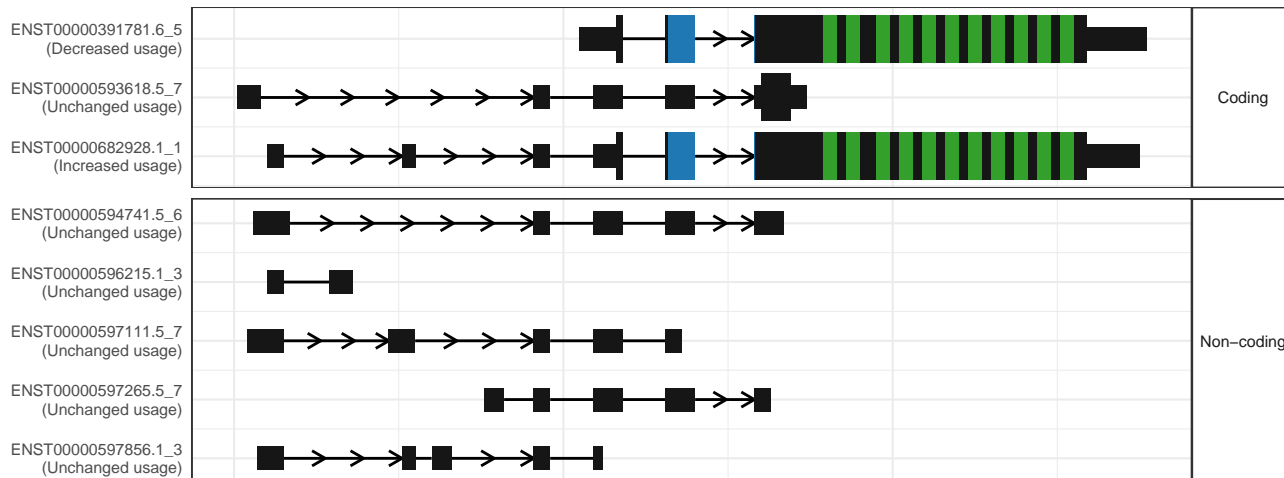 ENST00000391781.6_5
(Decreased usage)
ENST00000593618.5_7
(Unchanged usage)
ENST00000682928.1_1
(Increased usage)
Coding
ENST00000594741.5_6
(Unchanged usage)
ENST00000596215.1_3
(Unchanged usage)
ENST00000597111.5_7
(Unchanged usage)
ENST00000597265.5_7
(Unchanged usage)
ENST00000597856.1_3
(Unchanged usage)
Non−coding